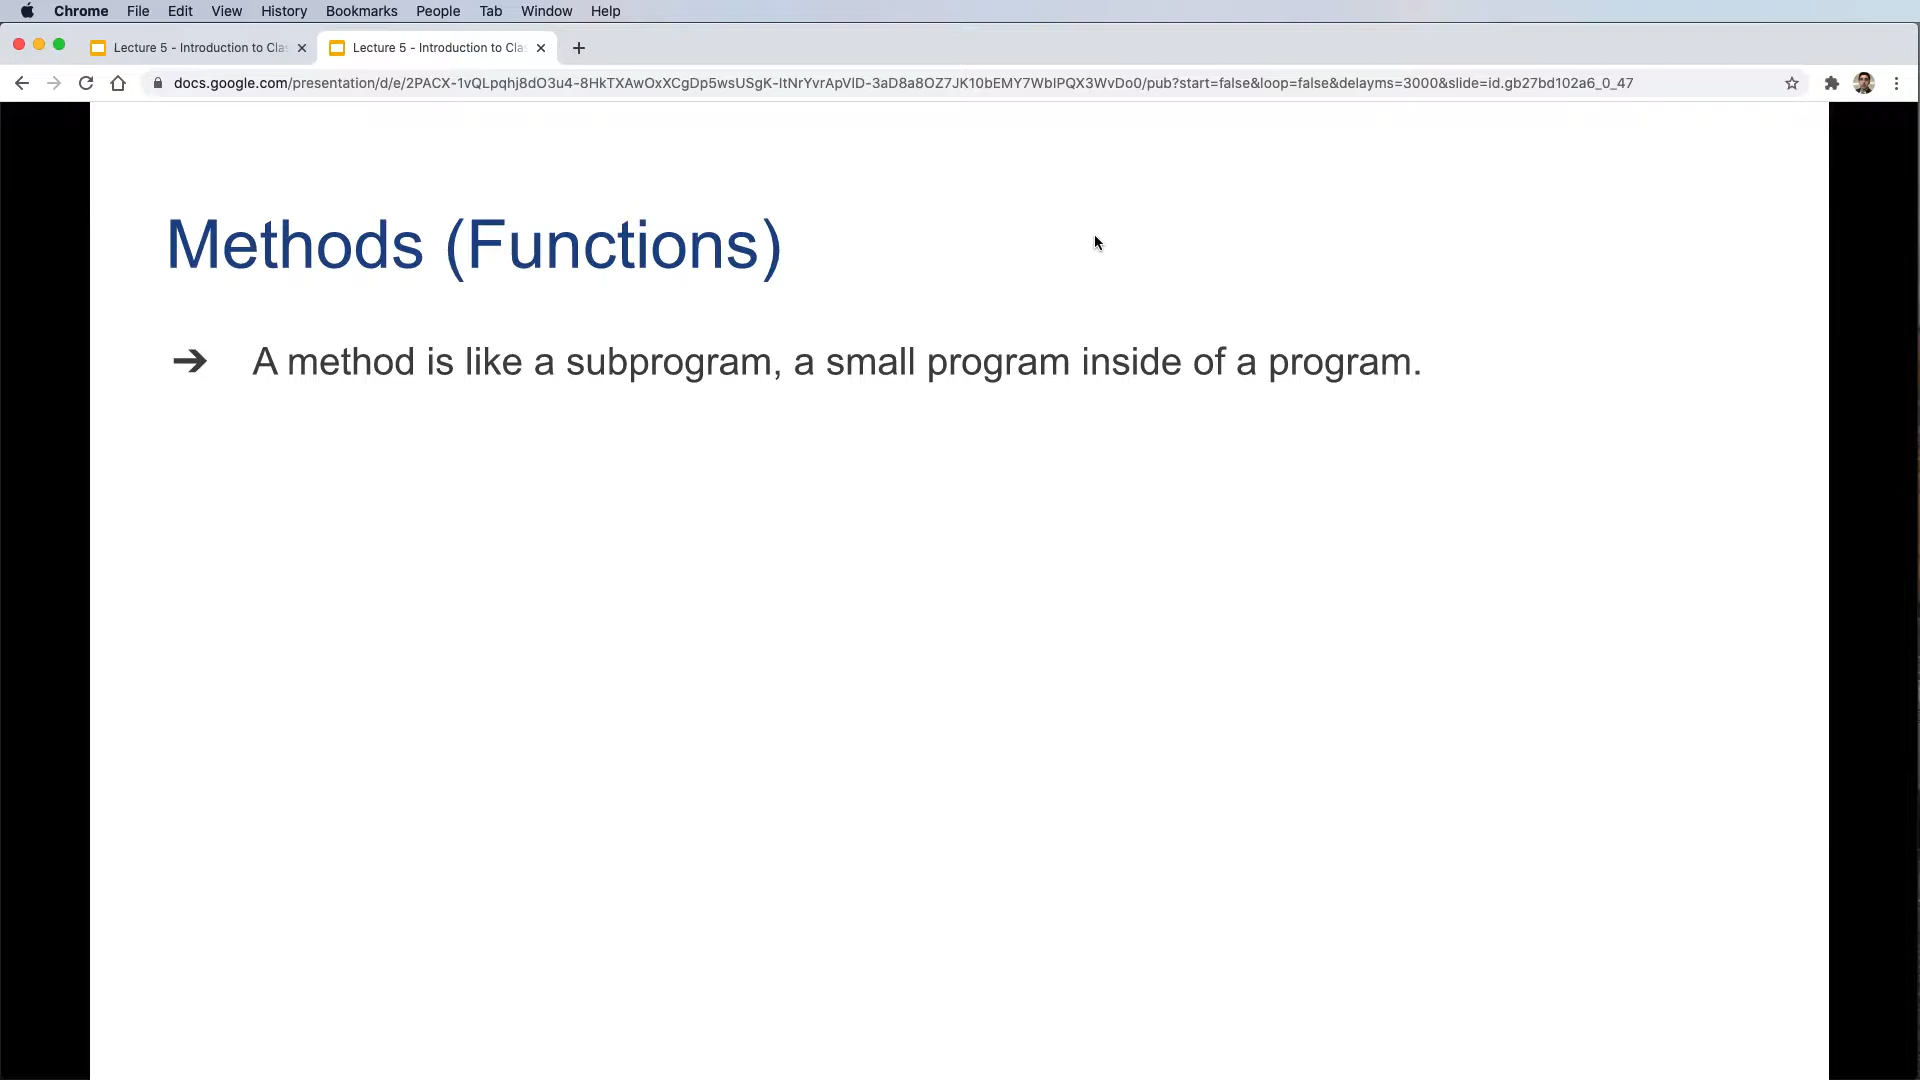 Chrome File Edit View History Bookmarks People Tab Window Help
Lecture 5 - Introduction to Cla
Lecture 5 - Introduction to Cla
docs.google.com/presentation/d/e/2PACX-1vQLpqhj8dO3u4-8HkTXAwOxXCgDp5wsUSgK-ltNrYvrApVlD-3aD8a8OZ7JK10bEMY7WblPQX3WvDo0/pub?start=false&loop=false&delayms=3000&slide=id.gb27bd102a6_0_47
Methods (Functions)
➔ A method is like a subprogram, a small program inside of a program.